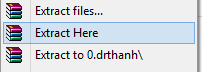 Extract files...
Extract Here
Extract to 0.drthanh\